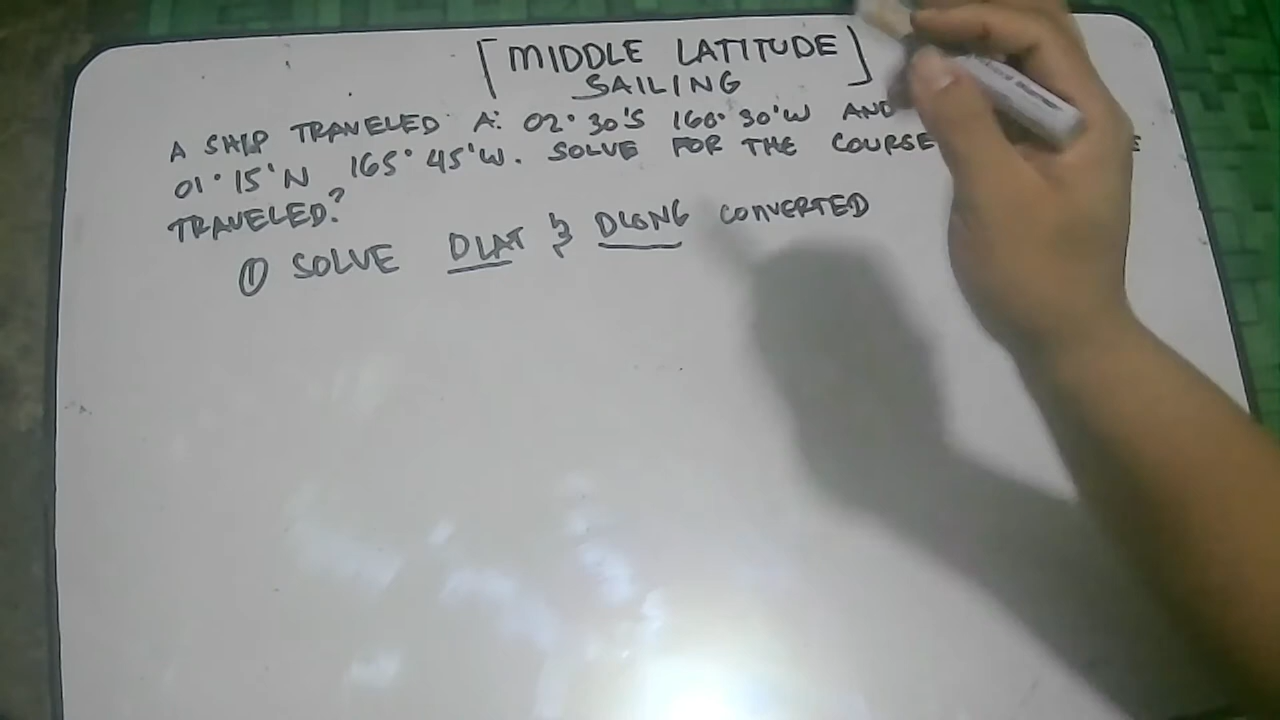 [MIDDLE LATITUDE]
SAILING
A SHIP TRAVELED A: 02° 30'S 160° 30'W AND
01° 15'N 165° 45'W. SOLVE FOR THE COURSE
TRAVELED?
① SOLVE DLAT & DLONG CONVERTED